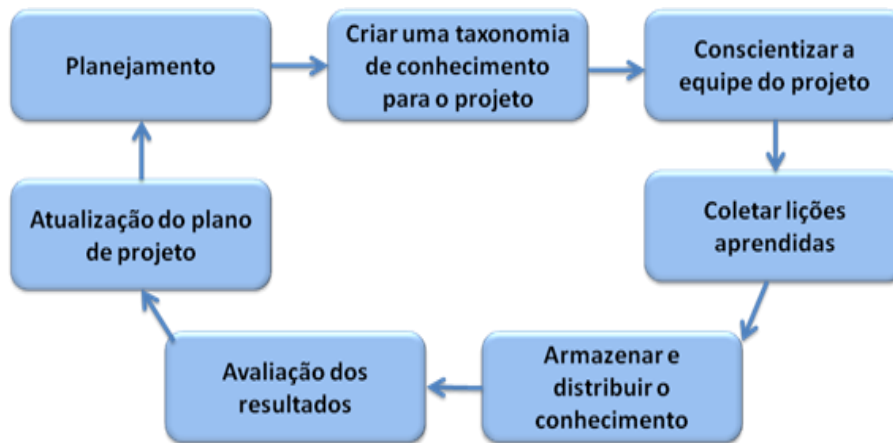 Planejamento
Criar uma taxonomia
de conhecimento
para o projeto
Conscientizar a
equipe do projeto
Coletar lições
aprendidas
Armazenar e
distribuir o
conhecimento
Avaliação dos
resultados
Atualização do plano
de projeto